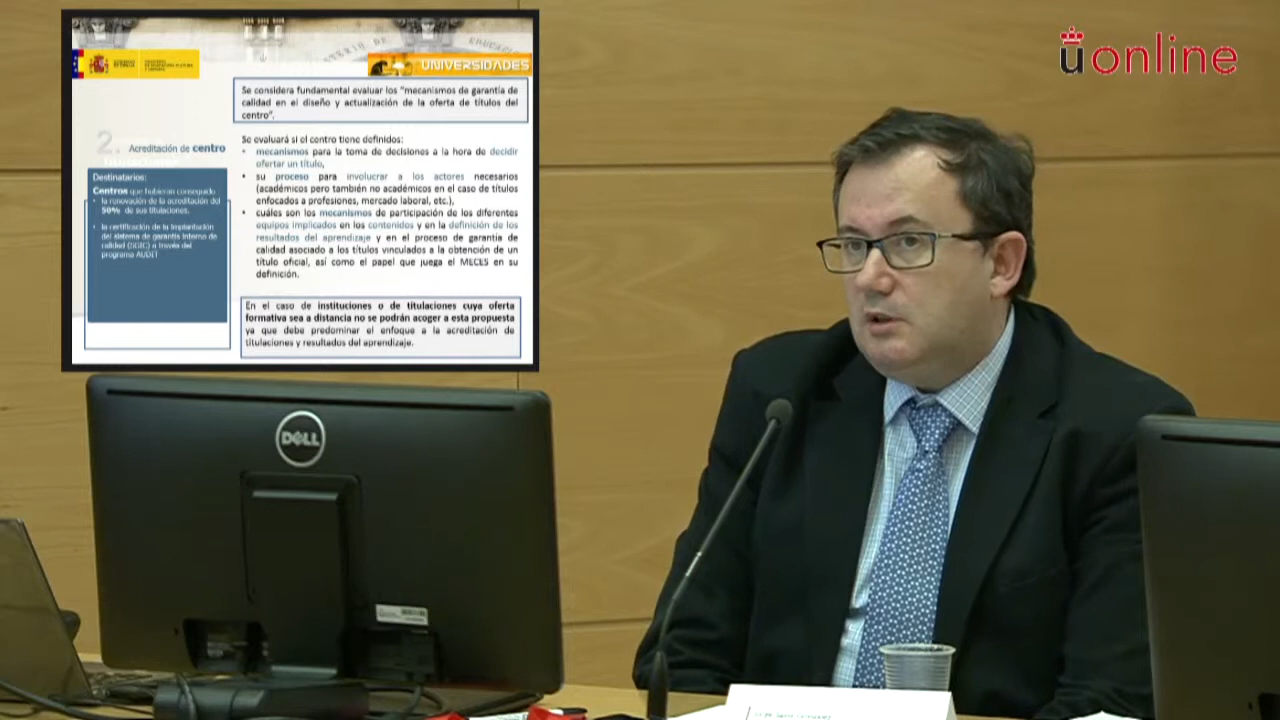 uonline
UNIVERSIDADES
Se considera fundamental evaluar los "mecanismos de garantía de
calidad en el diseño y actualización de la oferta de títulos del
centro".
2.
Acreditación de centro
Destinatarios:
Centros que hubieran conseguido
• la renovación de la acreditación del
50% de sus titulaciones.
• la certificación de la implantación
del sistema de garantía interno de
calidad (SGIC) a través del
programa AUDIT
Se evaluará si el centro tiene definidos:
• mecanismos para la toma de decisiones a la hora de decidir
ofertar un título,
• su proceso para involucrar a los actores necesarios
(académicos pero también no académicos en el caso de títulos
enfocados a profesiones, mercado laboral, etc.),
• cuáles son los mecanismos de participación de los diferentes
equipos implicados en los contenidos y en la definición de los
resultados del aprendizaje y en el proceso de garantía de
calidad asociado a los títulos vinculados a la obtención de un
título oficial, así como el papel que juega el MECES en su
definición.
En el caso de instituciones o de titulaciones cuya oferta
formativa sea a distancia no se podrán acoger a esta propuesta
ya que debe predominar el enfoque a la acreditación de
titulaciones y resultados del aprendizaje.
DELL